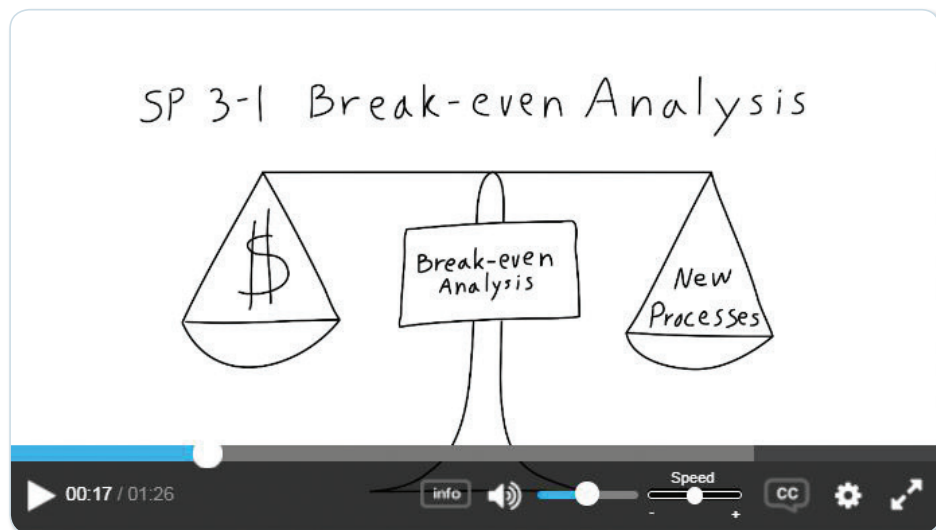 SP 3-1 Break-even Analysis
$
Break-even
Analysis
New
Processes
00:17 / 01:26
info
Speed
- +
CC